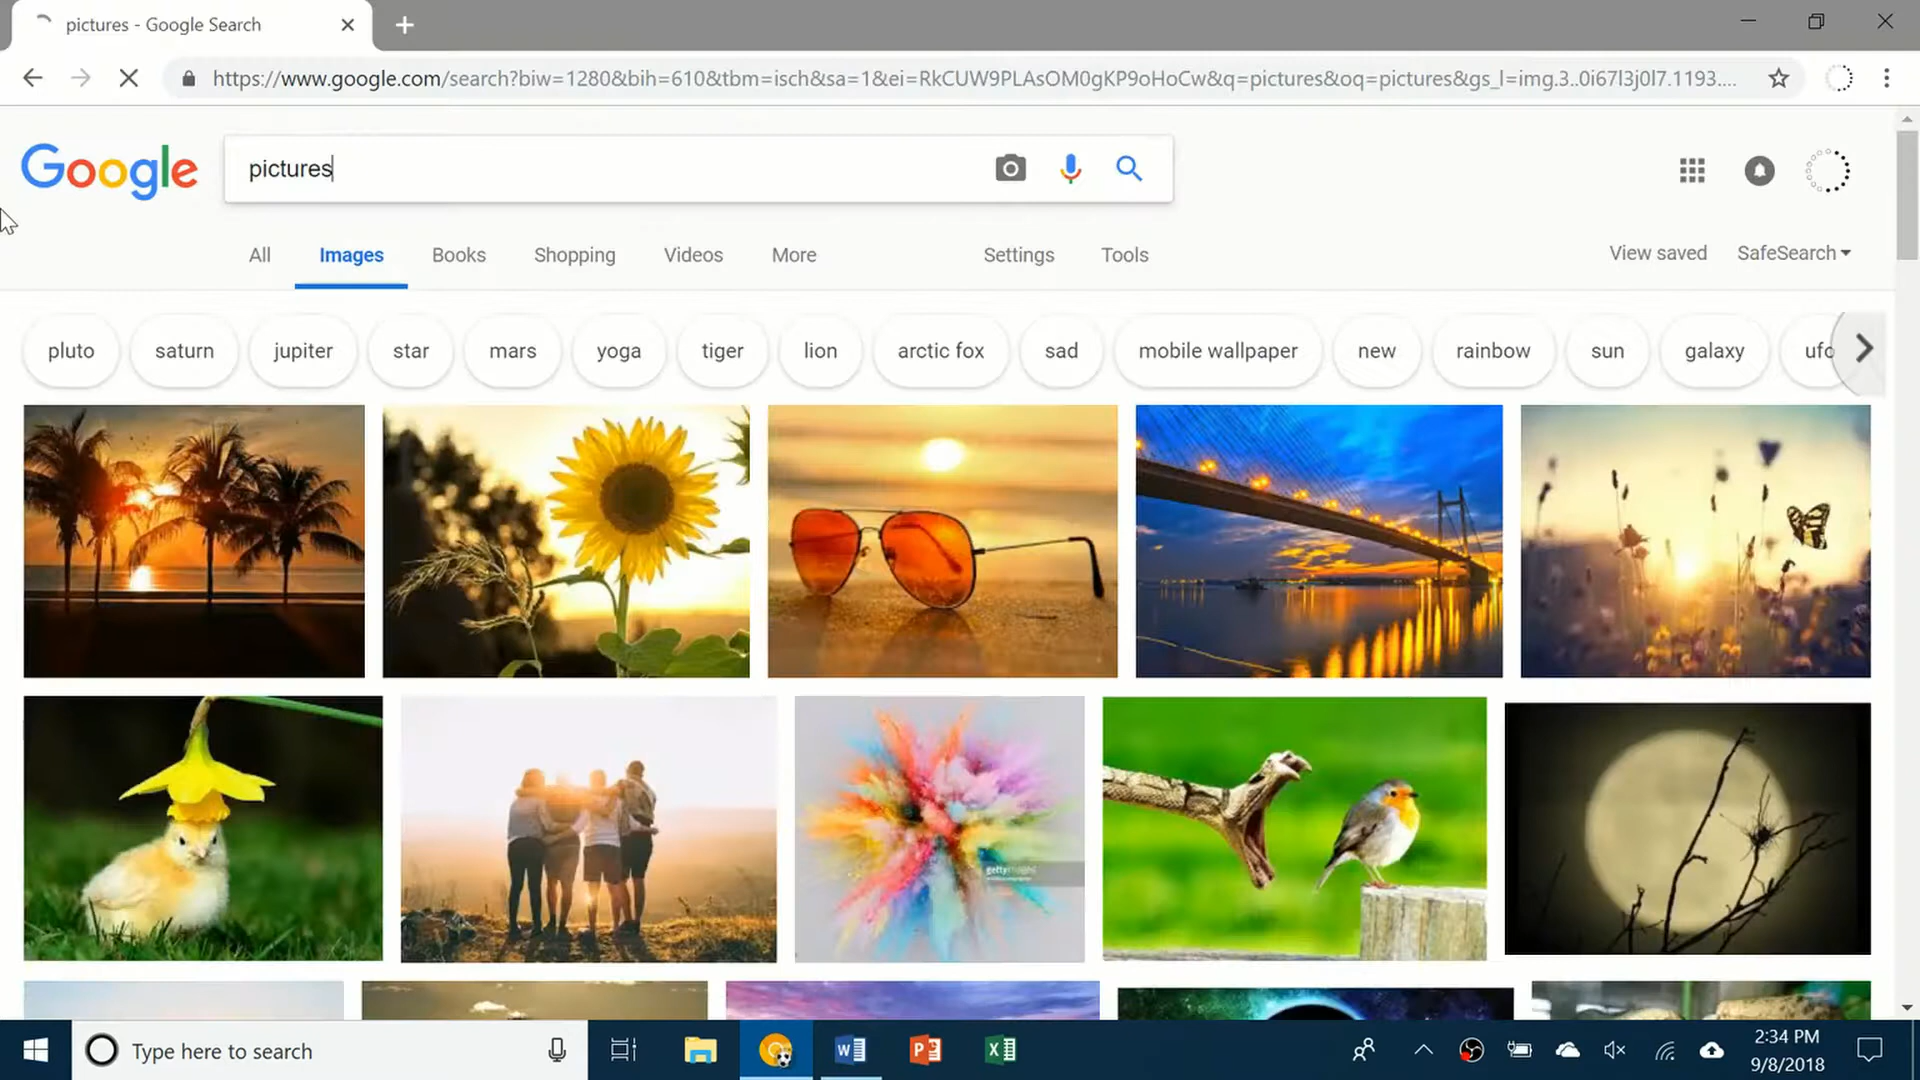 pictures - Google Search
https://www.google.com/search?biw=1280&bih=610&tbm=isch&sa=1&ei=RkCUW9PLAsOM0gKP9oHoCw&q=pictures&oq=pictures&gs_l=img.3..0i67l3j0l7.1193....
Google
pictures
All Images Books Shopping Videos More Settings Tools View saved SafeSearch
pluto saturn jupiter star mars yoga tiger lion arctic fox sad mobile wallpaper new rainbow sun galaxy ufo
gettyimages
Type here to search
2:34 PM
9/8/2018